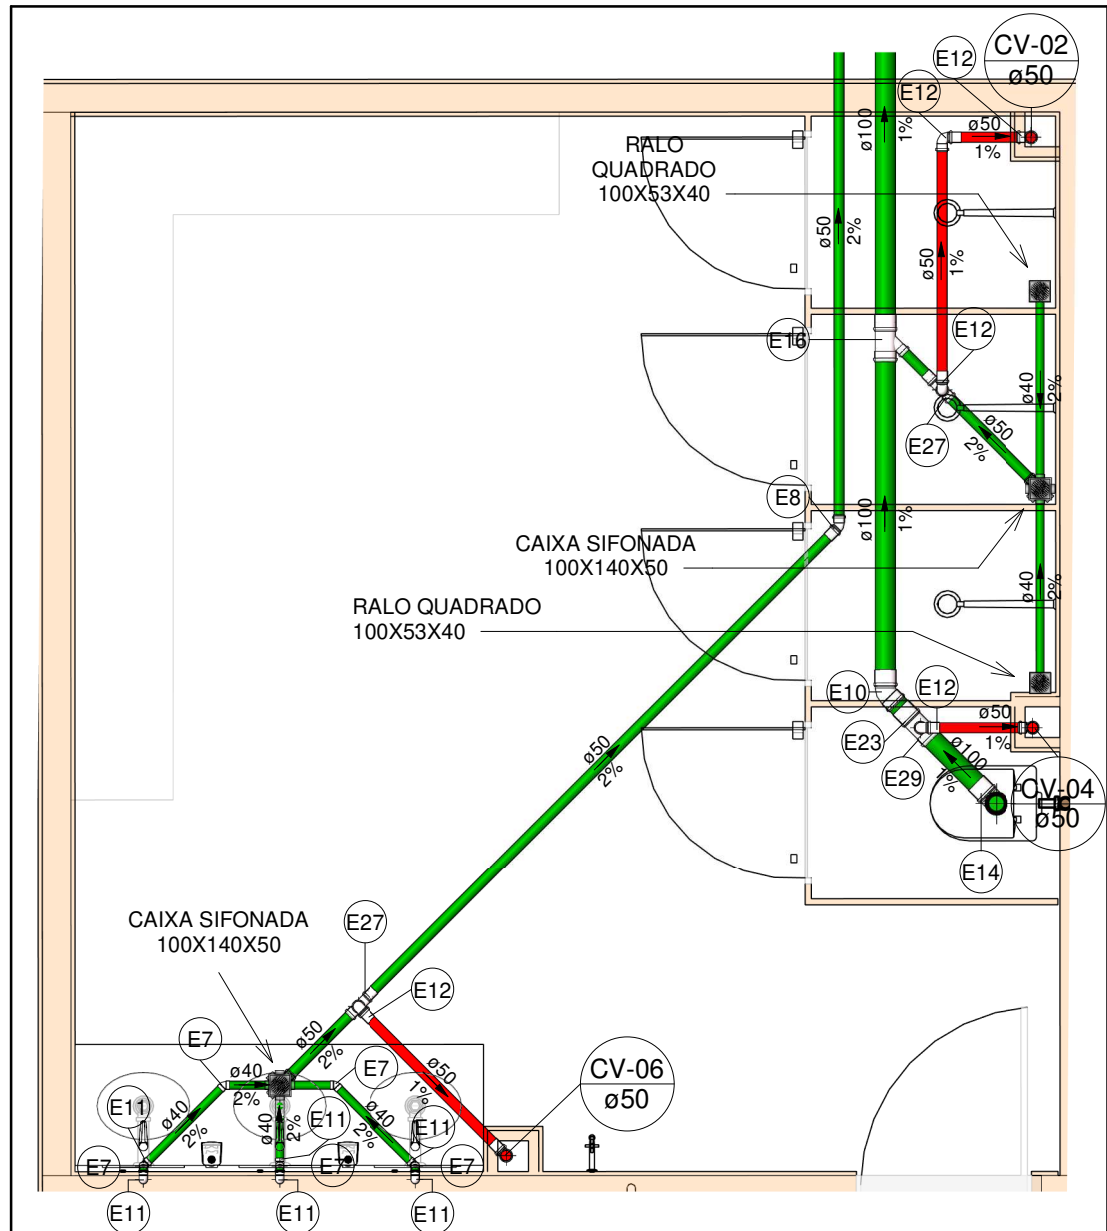 CV-02
ø50
E12
E12
ø50
1%
ø100
1%
RALO
QUADRADO
100X53X40
ø50
2%
ø50
1%
E16
E12
ø40
2%
E27
ø50
2%
E8
ø100
1%
CAIXA SIFONADA
100X140X50
ø40
2%
RALO QUADRADO
100X53X40
E10
E12
ø50
1%
E23
E29
ø100
1%
CV-04
ø50
E14
ø50
2%
CAIXA SIFONADA
100X140X50
E27
E12
ø50
2%
E7
ø40
2%
E7
ø50
1%
CV-06
ø50
E11
ø40
2%
ø40
2%
E11
ø40
2%
E11
E7
E7
E7
E11
E11
E11